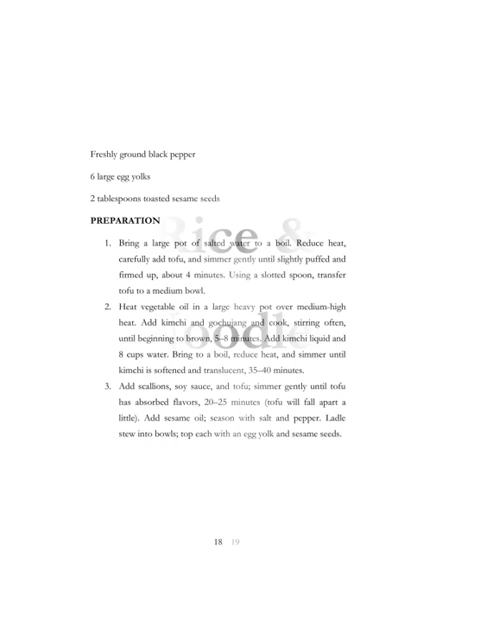 Freshly ground black pepper
6 large egg yolks
2 tablespoons toasted sesame seeds
PREPARATION
Rice &
1. Bring a large pot of salted water to a boil. Reduce heat,
carefully add tofu, and simmer gently until slightly puffed and
firmed up, about 4 minutes. Using a slotted spoon, transfer
tofu to a medium bowl.
2. Heat vegetable oil in a large heavy pot over medium-high
heat. Add kimchi and gochujang and cook, stirring often,
until beginning to brown, 5–8 minutes. Add kimchi liquid and
8 cups water. Bring to a boil, reduce heat, and simmer until
kimchi is softened and translucent, 35–40 minutes.
3. Add scallions, soy sauce, and tofu; simmer gently until tofu
has absorbed flavors, 20–25 minutes (tofu will fall apart a
little). Add sesame oil; season with salt and pepper. Ladle
stew into bowls; top each with an egg yolk and sesame seeds.
18 19